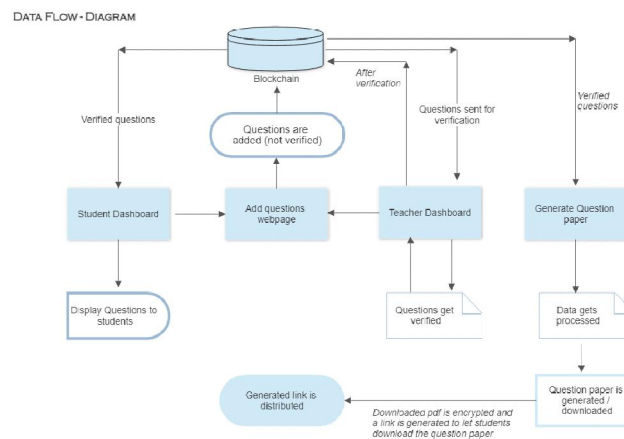 DATA FLOW - DIAGRAM
Blockchain
After
verification
Verified questions
Questions sent for
verification
Verified
questions
Questions are
added (not verified)
Student Dashboard
Add questions
webpage
Teacher Dashboard
Generate Question
paper
Display Questions to
students
Questions get
verified
Data gets
processed
Generated link is
distributed
Downloaded pdf is encrypted and
a link is generated to let students
download the question paper
Question paper is
generated /
downloaded